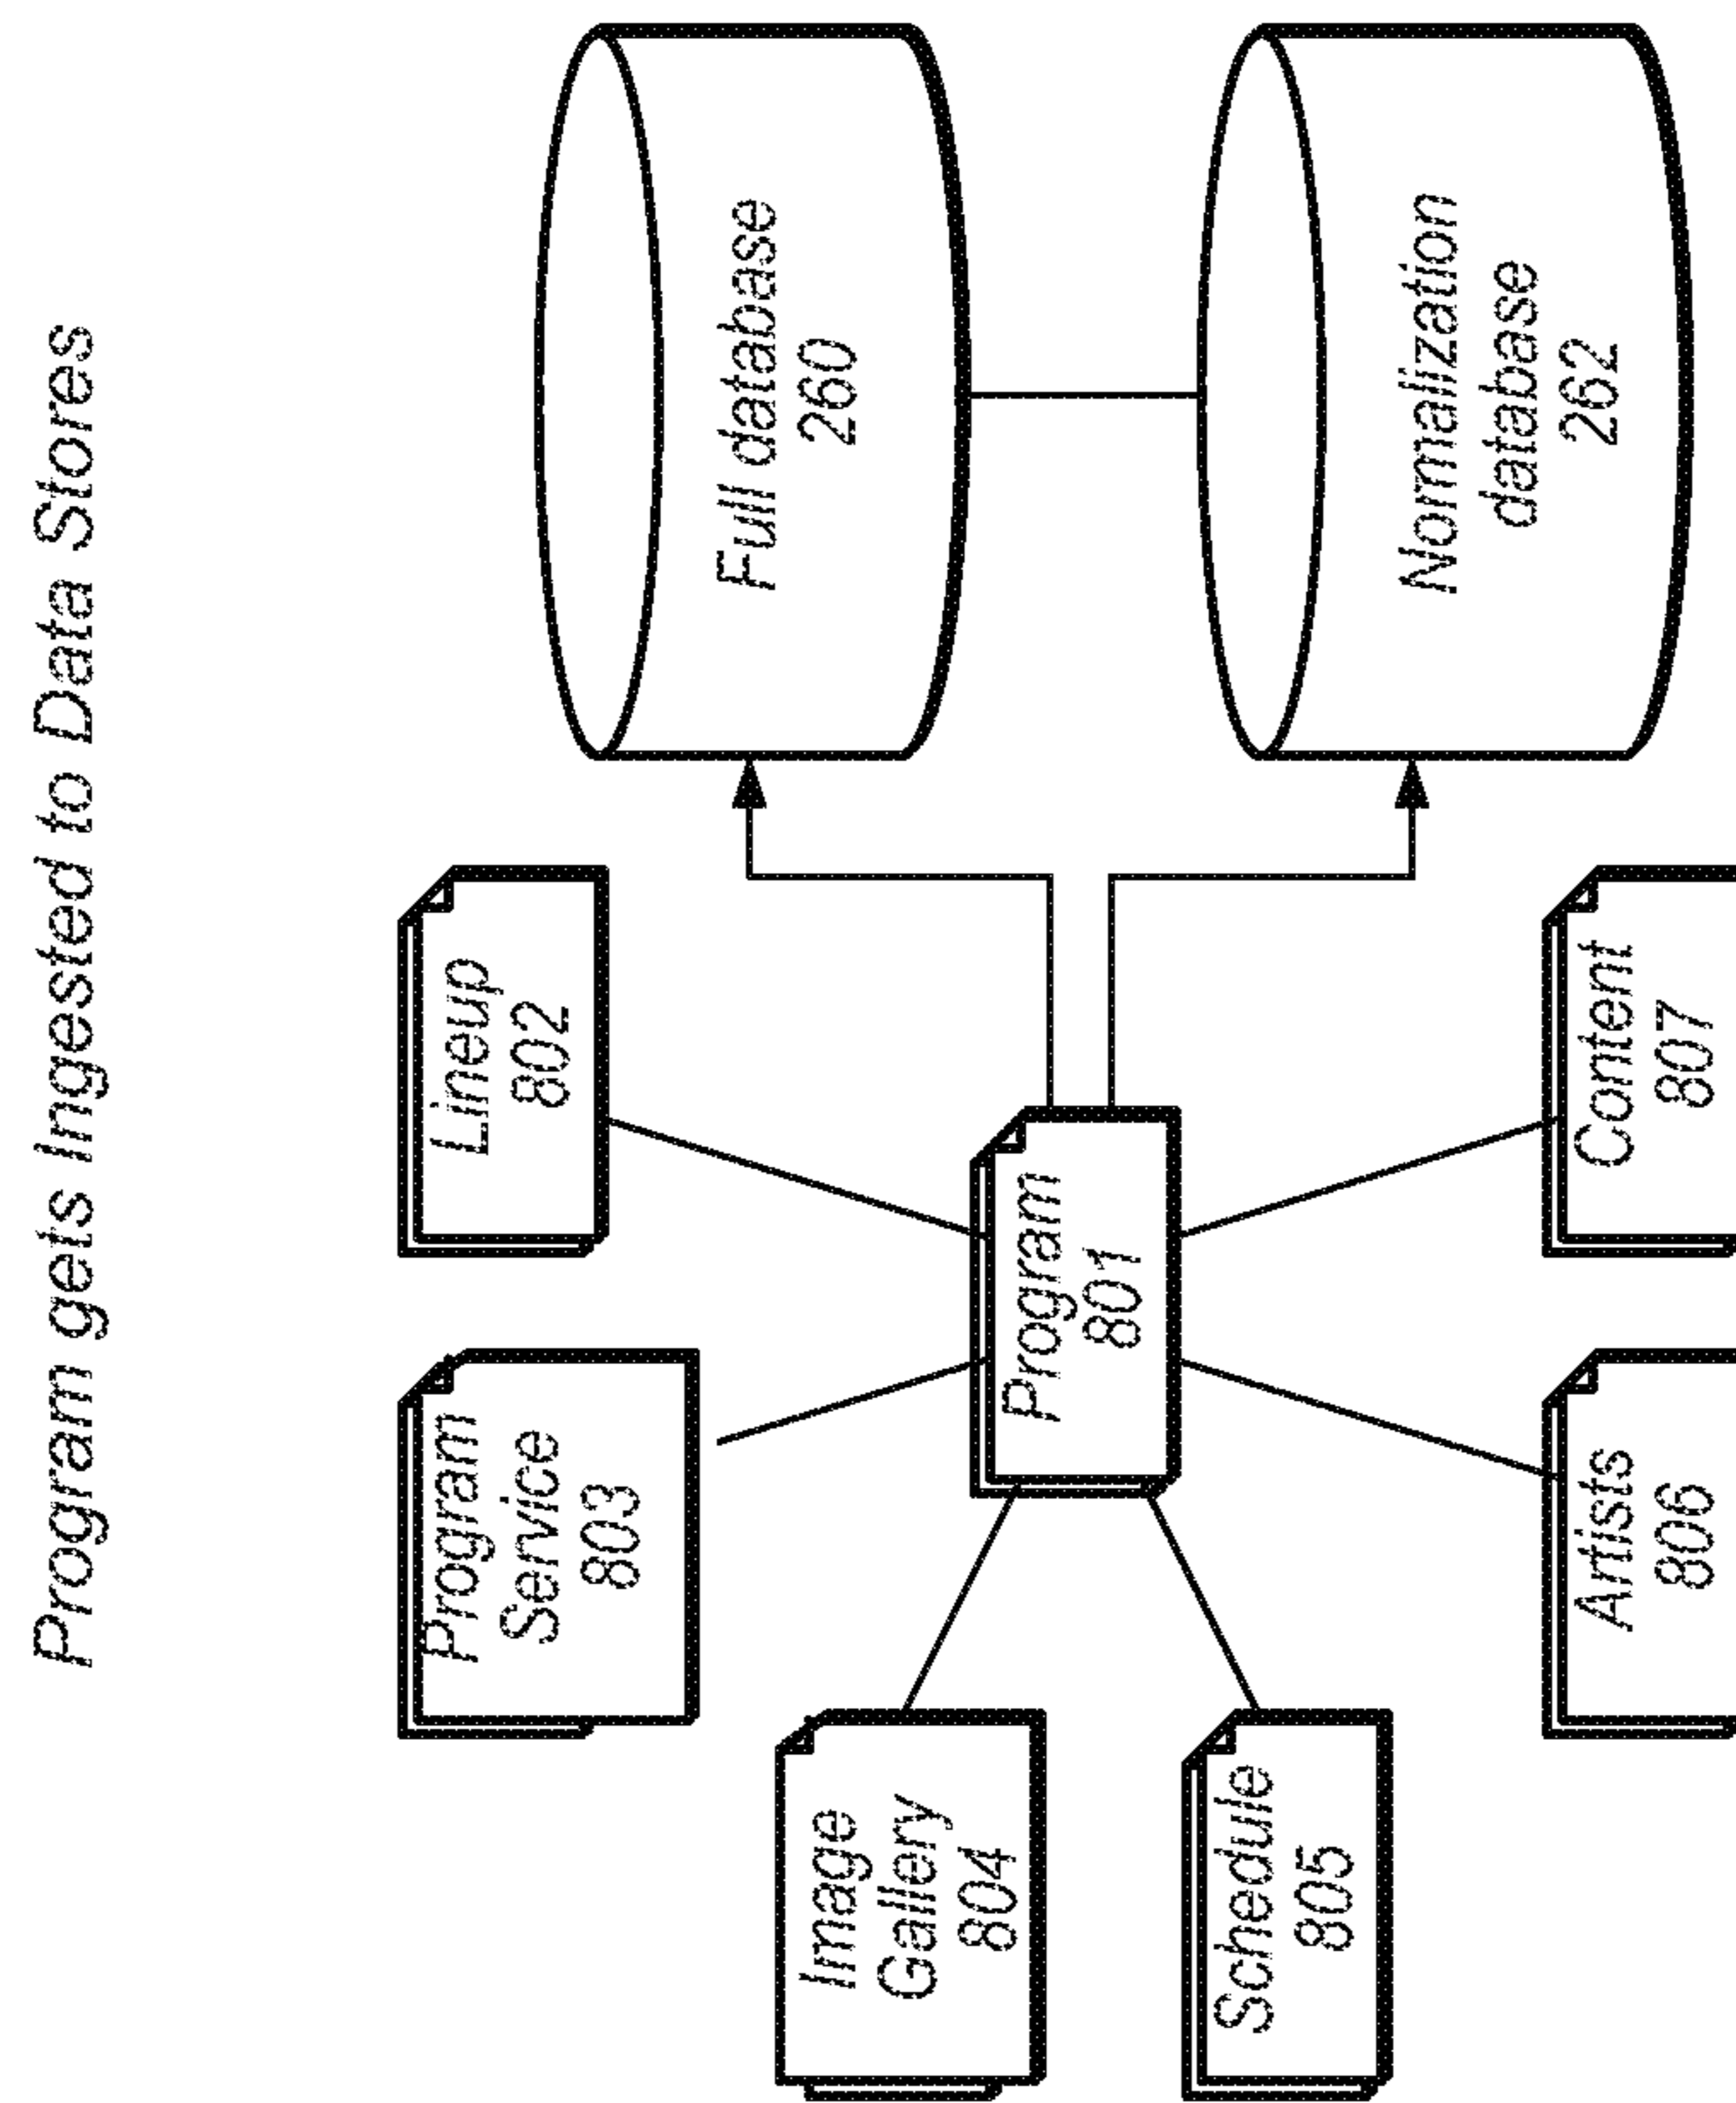 Program gets Ingested to Data Stores
Program
Service
803
Lineup
802
Full database
260
Image
Gallery
804
Program
801
Schedule
805
Normalization
database
262
Artists
806
Content
807